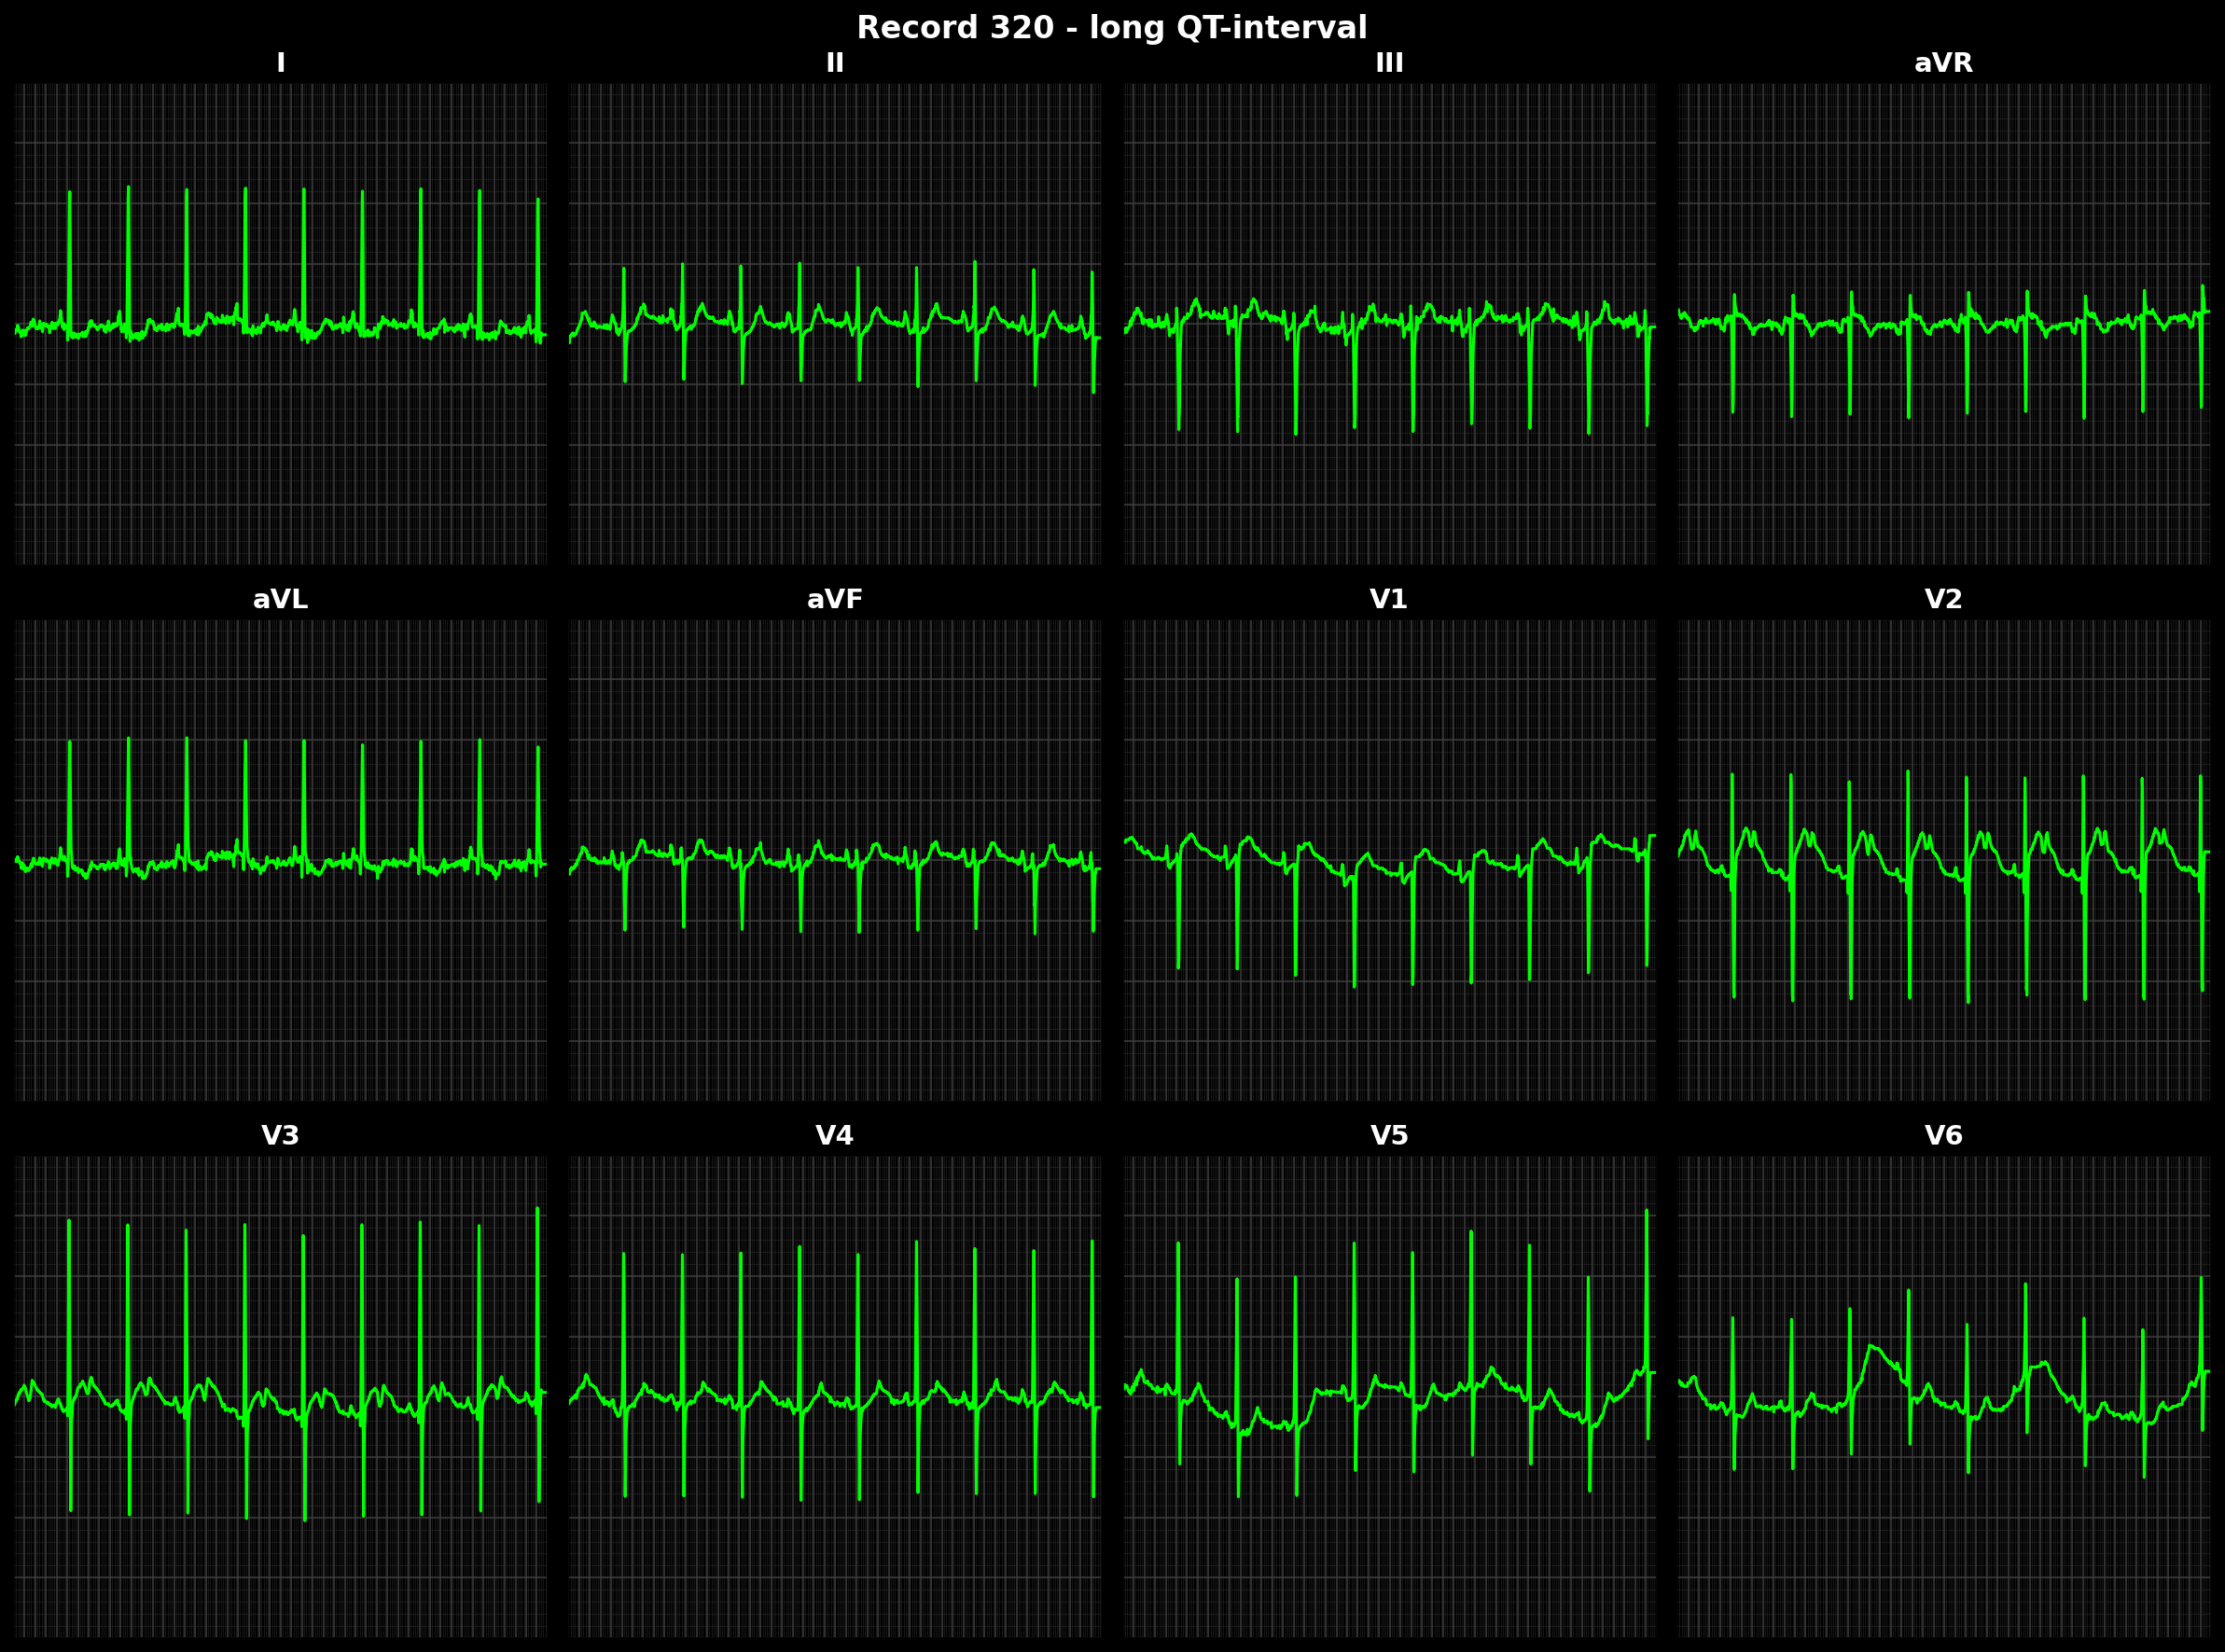 Record 320 - long QT-interval
I
II
III
aVR
aVL
aVF
V1
V2
V3
V4
V5
V6